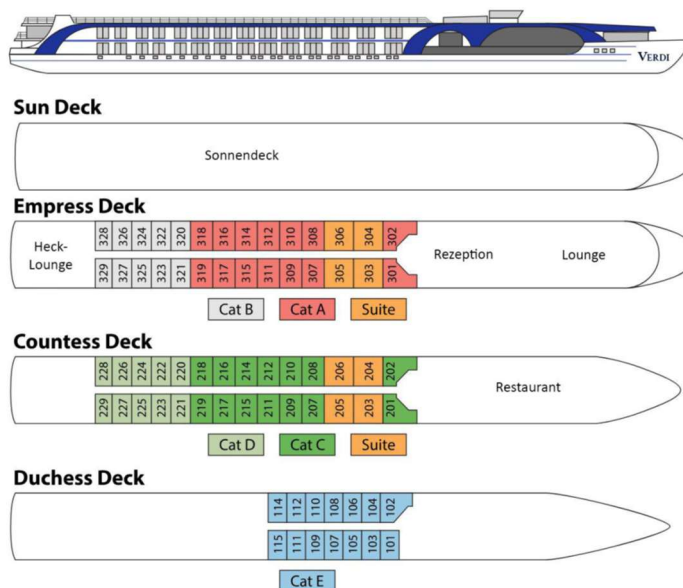 VERDI
Sun Deck
Sonnendeck
Empress Deck
328 326 324 322 320 318 316 314 312 310 308 306 304 302
Heck-
Lounge
Rezeption
Lounge
329 327 325 323 321 319 317 315 311 309 307 305 303 301
Cat B
Cat A
Suite
Countess Deck
228 226 224 222 220 218 216 214 212 210 208 206 204 202
Restaurant
229 227 225 223 221 219 217 215 211 209 207 205 203 201
Cat D
Cat C
Suite
Duchess Deck
114 112 110 108 106 104 102
115 111 109 107 105 103 101
Cat E